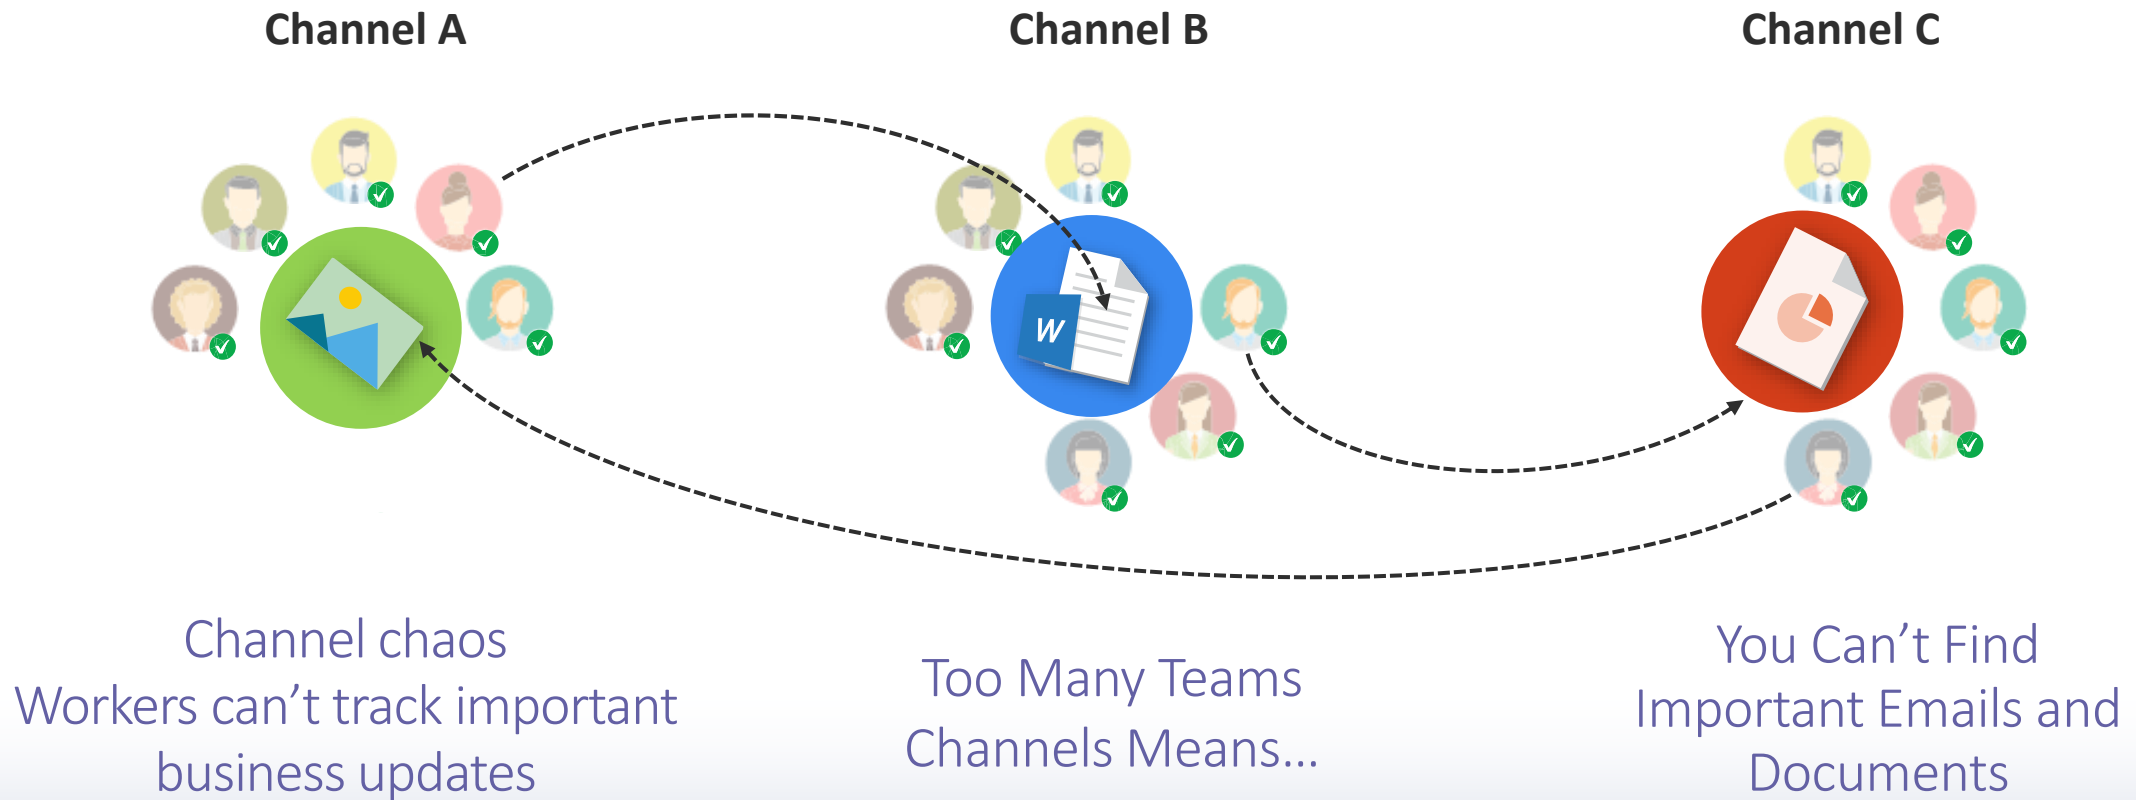 Channel A
Channel B
Channel C
W
Channel chaos
Workers can’t track important
business updates
Too Many Teams
Channels Means...
You Can’t Find
Important Emails and
Documents